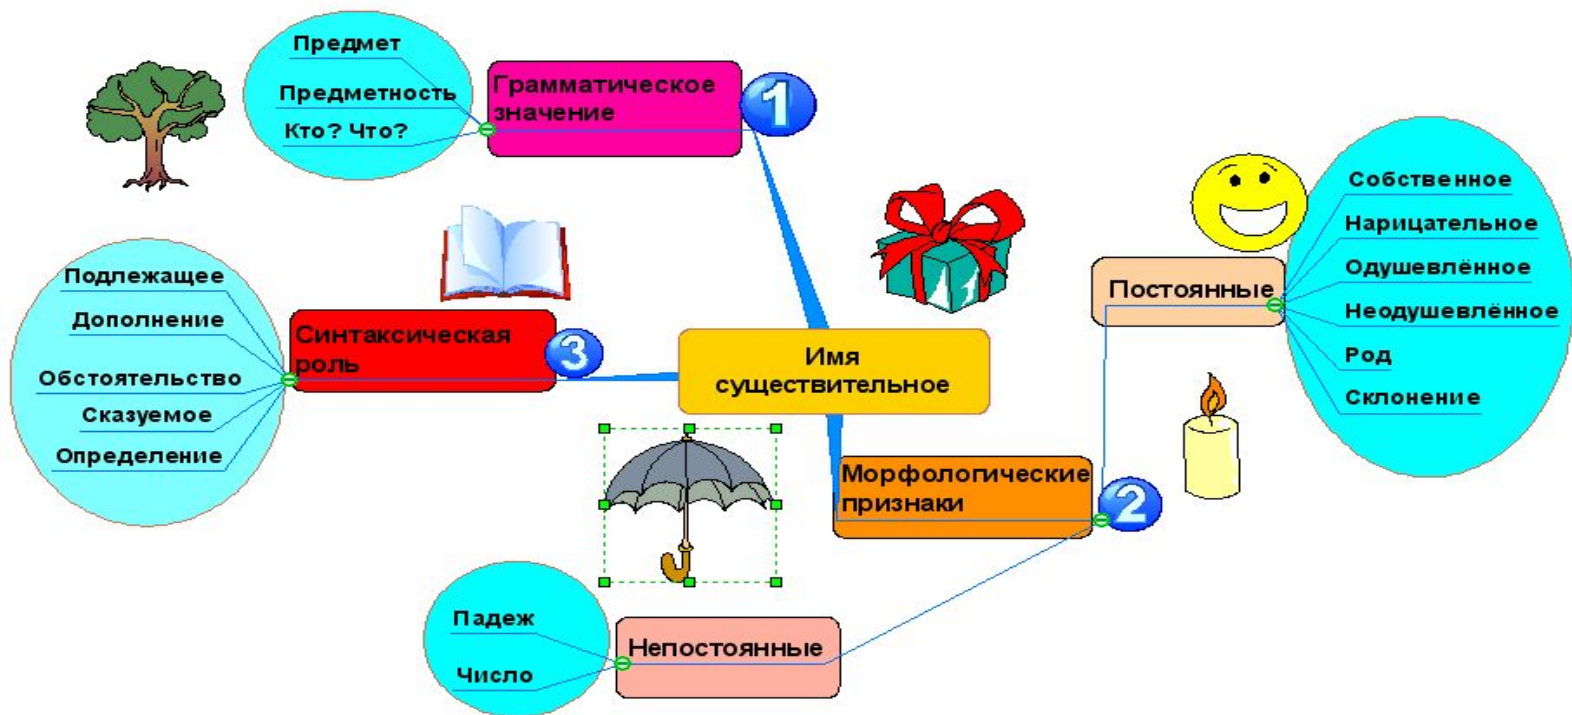 Предмет
Предметность
Кто? Что?
Грамматическое
значение
1
Собственное
Нарицательное
Одушевлённое
Неодушевлённое
Род
Склонение
Постоянные
Подлежащее
Дополнение
Обстоятельство
Сказуемое
Определение
Синтаксическая
роль
3
Имя
существительное
Морфологические
признаки
2
Падеж
Число
Непостоянные